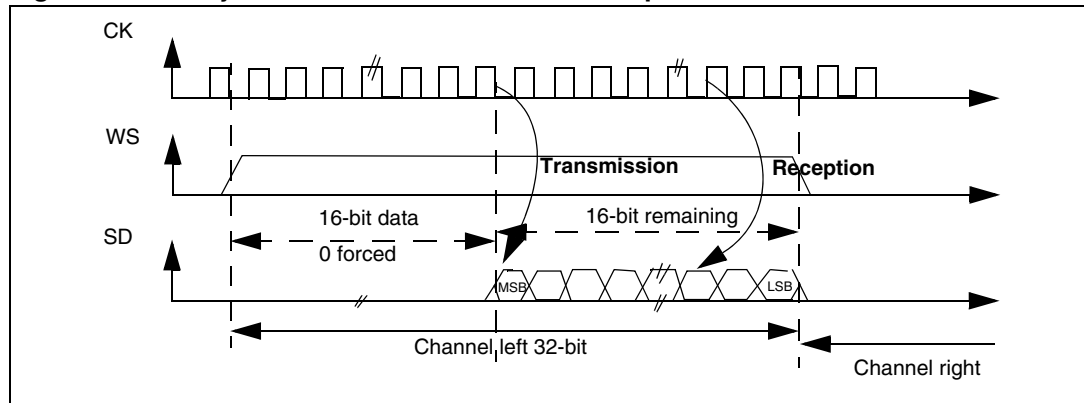 CK
WS
Transmission
Reception
16-bit data
16-bit remaining
SD
0 forced
MSB
LSB
Channel left 32-bit
Channel right